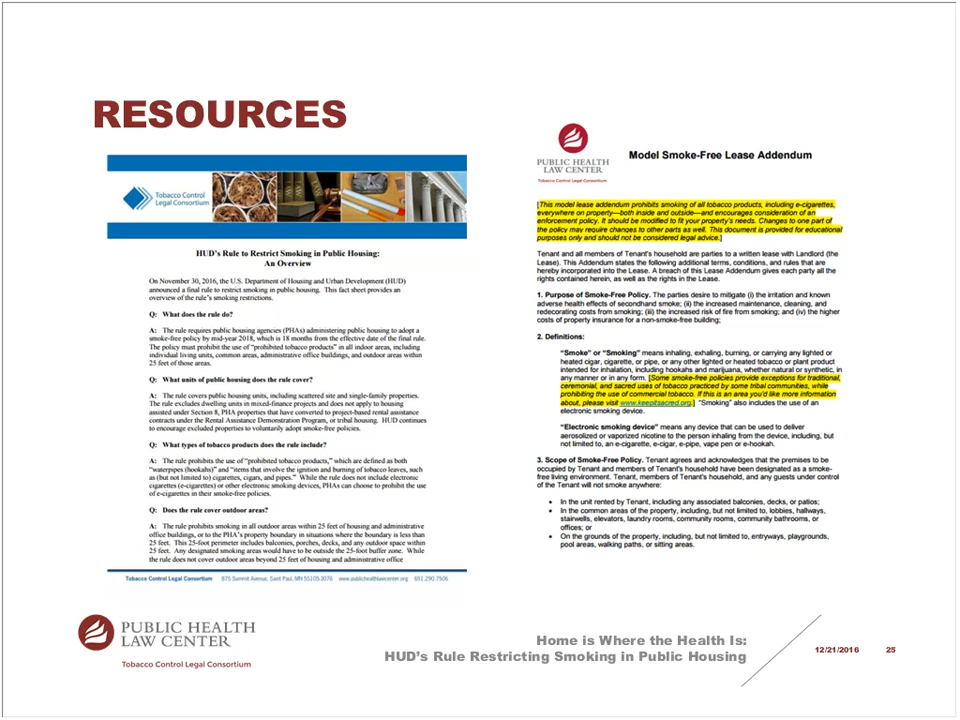 RESOURCES
Tobacco Control
Legal Consortium
HUD's Rule to Restrict Smoking in Public Housing:
An Overview
On November 30, 2016, the U.S. Department of Housing and Urban Development (HUD)
announced a final rule to restrict smoking in public housing. This fact sheet provides an
overview of the rule's smoking restrictions.
Q: What does the rule do?
A: The rule requires public housing agencies (PHAs) administering public housing to adopt a
smoke-free policy by mid-year 2018, which is 18 months from the effective date of the final rule.
The policy must prohibit the use of "prohibited tobacco products" in all indoor areas, including
individual living units, common areas, administrative office buildings, and outdoor areas within
25 feet of those areas.
Q: What units of public housing does the rule cover?
A: The rule covers public housing units, including scattered site and single-family properties.
The rule excludes dwelling units in mixed-finance projects and does not apply to housing
assisted under Section 8, PHA properties that have converted to project-based rental assistance
contracts under the Rental Assistance Demonstration Program, or tribal housing. HUD continues
to encourage excluded properties to voluntarily adopt smoke-free policies.
Q: What types of tobacco products does the rule include?
A: The rule prohibits the use of "prohibited tobacco products," which are defined as both
"waterpipes (hookahs)" and "items that involve the ignition and burning of tobacco leaves, such
as (but not limited to) cigarettes, cigars, and pipes." While the rule does not include electronic
cigarettes (e-cigarettes) or other electronic smoking devices, PHAs can choose to prohibit the use
of e-cigarettes in their smoke-free policies.
Q: Does the rule cover outdoor areas?
A: The rule prohibits smoking in all outdoor areas within 25 feet of housing and administrative
office buildings, or to the PHA's property boundary in situations where the boundary is less than
25 feet. This 25-foot perimeter includes balconies, porches, decks, and any outdoor space within
25 feet. Any designated smoking areas would have to be outside the 25-foot buffer zone. While
the rule does not cover outdoor areas beyond 25 feet of housing and administrative office
Tobacco Control Legal Consortium 875 Summit Avenue, Saint Paul, MN 55105-3076 www.publichealthlawcenter.org 651.290.7506
PUBLIC HEALTH
LAW CENTER
Tobacco Control Legal Consortium
Model Smoke-Free Lease Addendum
[This model lease addendum prohibits smoking of all tobacco products, including e-cigarettes,
everywhere on property—both inside and outside—and encourages consideration of an
enforcement policy. It should be modified to fit your property's needs. Changes to one part of
the policy may require changes to other parts as well. This document is provided for educational
purposes only and should not be considered legal advice.]
Tenant and all members of Tenant's household are parties to a written lease with Landlord (the
Lease). This Addendum states the following additional terms, conditions, and rules that are
hereby incorporated into the Lease. A breach of this Lease Addendum gives each party all the
rights contained herein, as well as the rights in the Lease.
1. Purpose of Smoke-Free Policy. The parties desire to mitigate (i) the irritation and known
adverse health effects of secondhand smoke; (ii) the increased maintenance, cleaning, and
redecorating costs from smoking; (iii) the increased risk of fire from smoking; and (iv) the higher
costs of property insurance for a non-smoke-free building;
2. Definitions:
"Smoke" or "Smoking" means inhaling, exhaling, burning, or carrying any lighted or
heated cigar, cigarette, or pipe, or any other lighted or heated tobacco or plant product
intended for inhalation, including hookahs and marijuana, whether natural or synthetic, in
any manner or in any form. [Some smoke-free policies provide exceptions for traditional,
ceremonial, and sacred uses of tobacco practiced by some tribal communities, while
prohibiting the use of commercial tobacco. If this is an area you'd like more information
about, please visit www.keepitsacred.org.] "Smoking" also includes the use of an
electronic smoking device.
"Electronic smoking device" means any device that can be used to deliver
aerosolized or vaporized nicotine to the person inhaling from the device, including, but
not limited to, an e-cigarette, e-cigar, e-pipe, vape pen or e-hookah.
3. Scope of Smoke-Free Policy. Tenant agrees and acknowledges that the premises to be
occupied by Tenant and members of Tenant's household have been designated as a smoke-
free living environment. Tenant, members of Tenant's household, and any guests under control
of the Tenant will not smoke anywhere:
• In the unit rented by Tenant, including any associated balconies, decks, or patios;
• In the common areas of the property, including, but not limited to, lobbies, hallways,
stairwells, elevators, laundry rooms, community rooms, community bathrooms, or
offices; or
• On the grounds of the property, including, but not limited to, entryways, playgrounds,
pool areas, walking paths, or sitting areas.
PUBLIC HEALTH
LAW CENTER
Tobacco Control Legal Consortium
Home is Where the Health Is:
HUD's Rule Restricting Smoking in Public Housing
12/21/2016 25